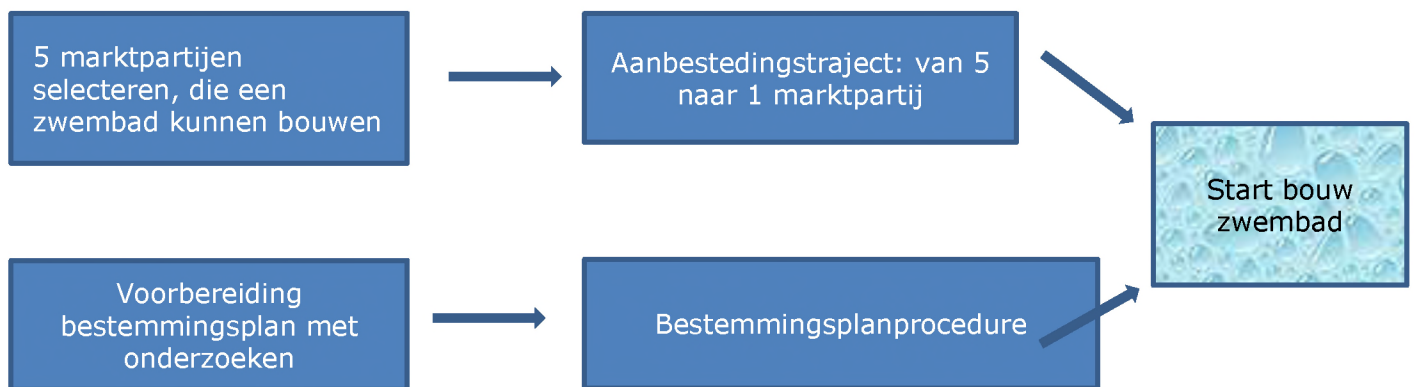 5 marktpartijen
selecteren, die een
zwembad kunnen bouwen
Aanbestedingstraject: van 5
naar 1 marktpartij
Start bouw
zwembad
Voorbereiding
bestemmingsplan met
onderzoeken
Bestemmingsplanprocedure